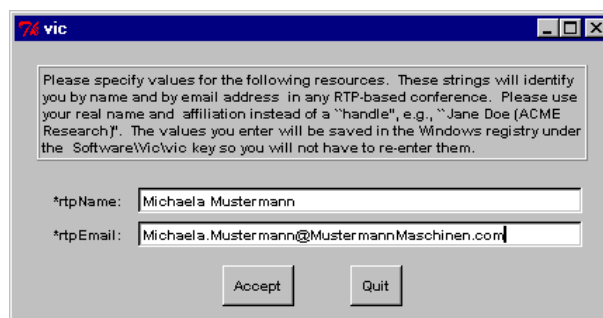 vic
Please specify values for the following resources. These strings will identify
you by name and by email address in any RTP-based conference. Please use
your real name and affiliation instead of a ``handle'', e.g., ``Jane Doe (ACME
Research)''. The values you enter will be saved in the Windows registry under
the Software\Vic\vic key so you will not have to re-enter them.
*rtpName: Michaela Mustermann
*rtpEmail: Michaela.Mustermann@MustermannMaschinen.com
Accept Quit